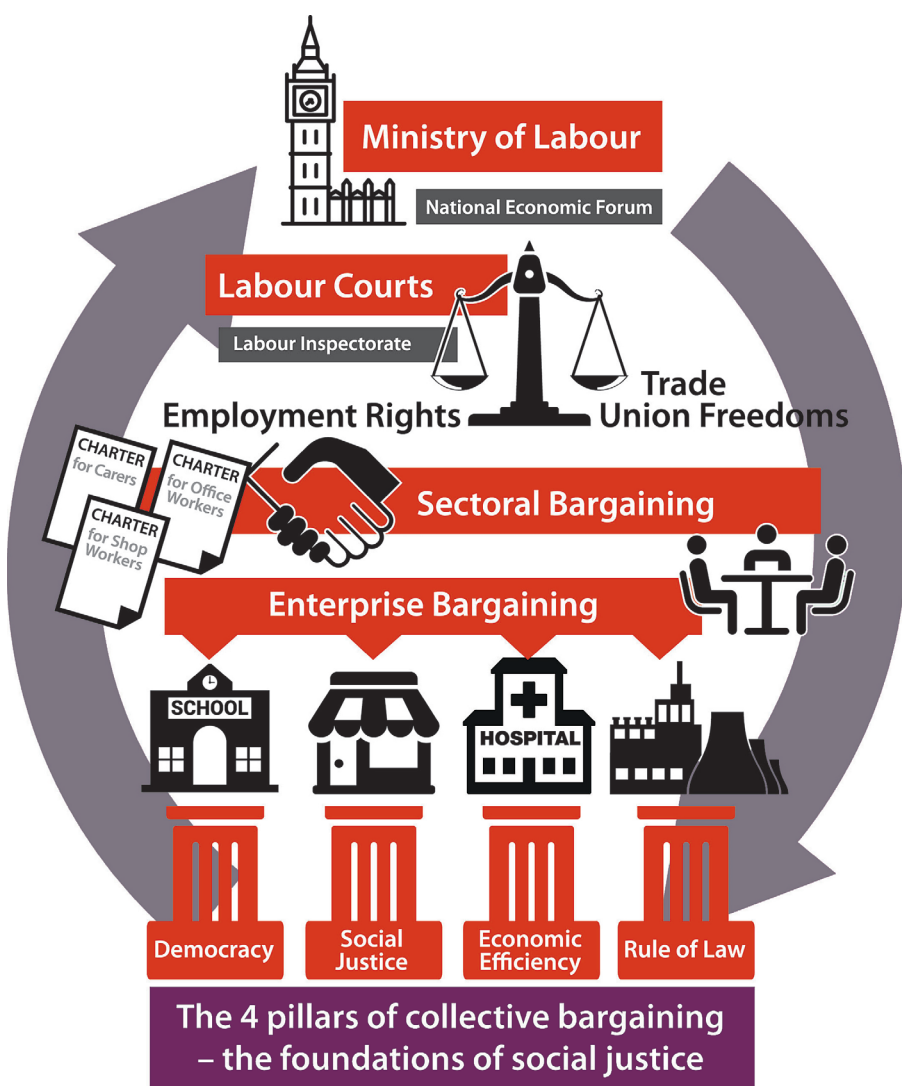 Ministry of Labour
National Economic Forum
Labour Courts
Labour Inspectorate
Employment Rights
Trade
Union Freedoms
CHARTER
for Carers
CHARTER
for Office
Workers
CHARTER
for Shop
Workers
Sectoral Bargaining
Enterprise Bargaining
SCHOOL
HOSPITAL
Democracy
Social
Justice
Economic
Efficiency
Rule of Law
The 4 pillars of collective bargaining
– the foundations of social justice